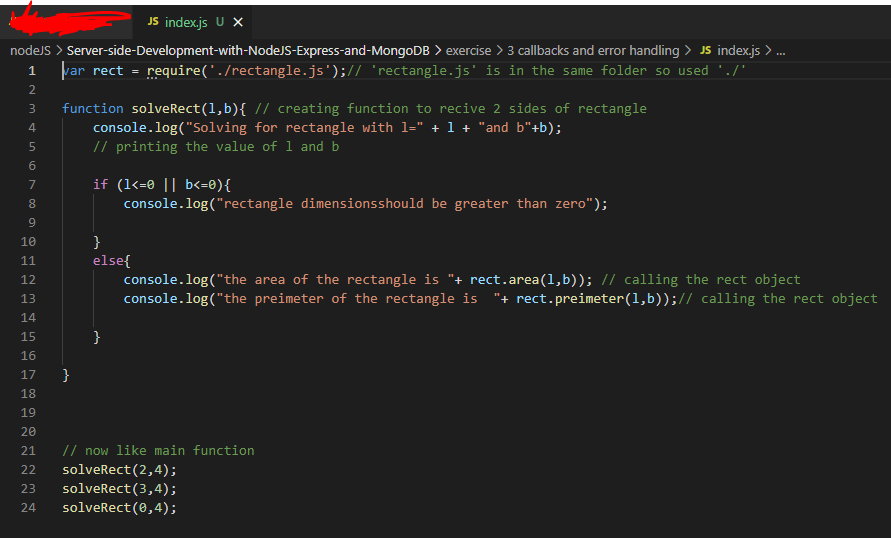 JS index.js U ×
nodeJS > Server-side-Development-with-NodeJS-Express-and-MongoDB > exercise > 3 callbacks and error handling > JS index.js > ...
1 var rect = require('./rectangle.js');// 'rectangle.js' is in the same folder so used './'
2
3 function solveRect(l,b){ // creating function to recive 2 sides of rectangle
4 console.log("Solving for rectangle with l=" + l + "and b"+b);
5 // printing the value of l and b
6
7 if (l<=0 || b<=0){
8 console.log("rectangle dimensionsshould be greater than zero");
9
10 }
11 else{
12 console.log("the area of the rectangle is "+ rect.area(l,b)); // calling the rect object
13 console.log("the preimeter of the rectangle is  "+ rect.preimeter(l,b));// calling the rect object
14
15 }
16
17 }
18
19
20
21 // now like main function
22 solveRect(2,4);
23 solveRect(3,4);
24 solveRect(0,4);